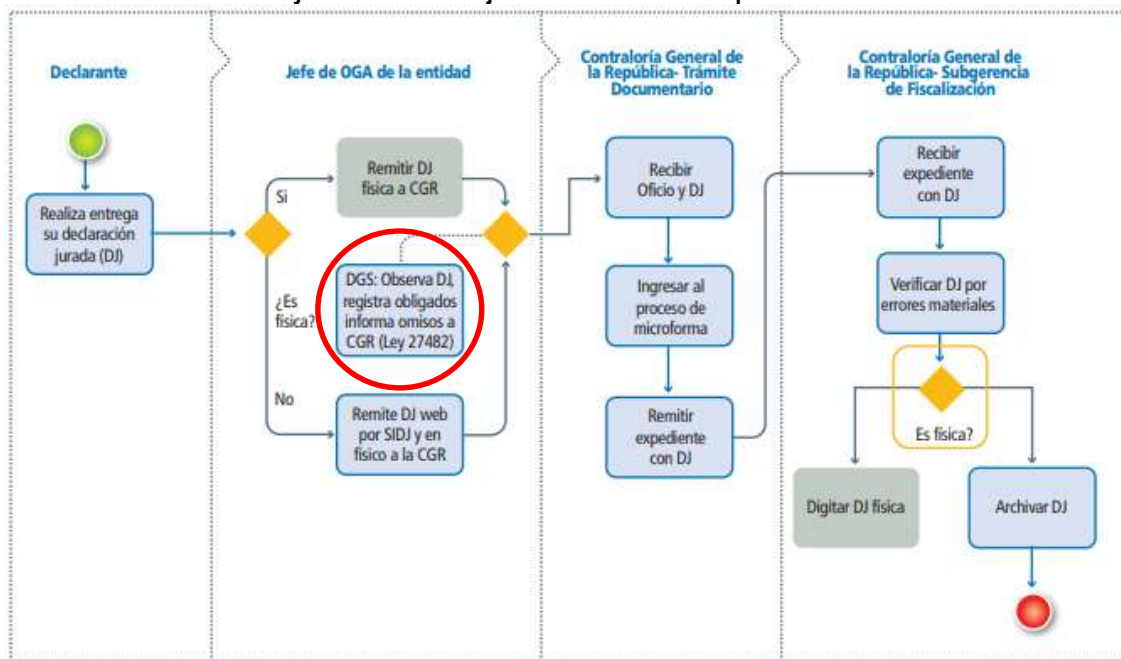 Declarante
Jefe de OGA de la entidad
Contraloría General de
la República- Trámite
Documentario
Contraloría General de
la República- Subgerencia
de Fiscalización
Realiza entrega
su declaración
jurada (DJ)
Si
¿Es
física?
No
Remitir DJ
física a CGR
DGS: Observa DJ,
registra obligados
informa omisos a
CGR (Ley 27482)
Remite DJ web
por SIDJ y en
físico a la CGR
Recibir
Oficio y DJ
Ingresar al
proceso de
microforma
Remitir
expediente
con DJ
Recibir
expediente
con DJ
Verificar DJ por
errores materiales
Es física?
Digitar DJ física
Archivar DJ